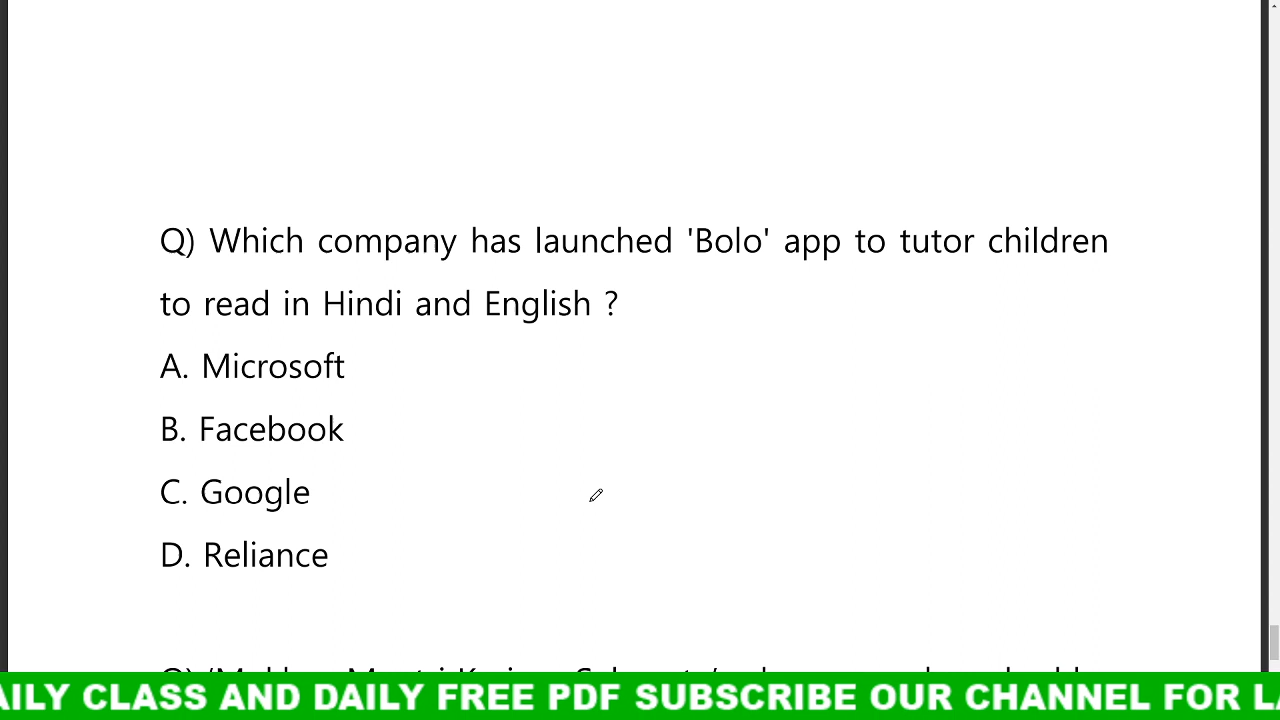 Q) Which company has launched 'Bolo' app to tutor children
to read in Hindi and English ?
A. Microsoft
B. Facebook
C. Google
D. Reliance
AILY CLASS AND DAILY FREE PDF SUBSCRIBE OUR CHANNEL FOR